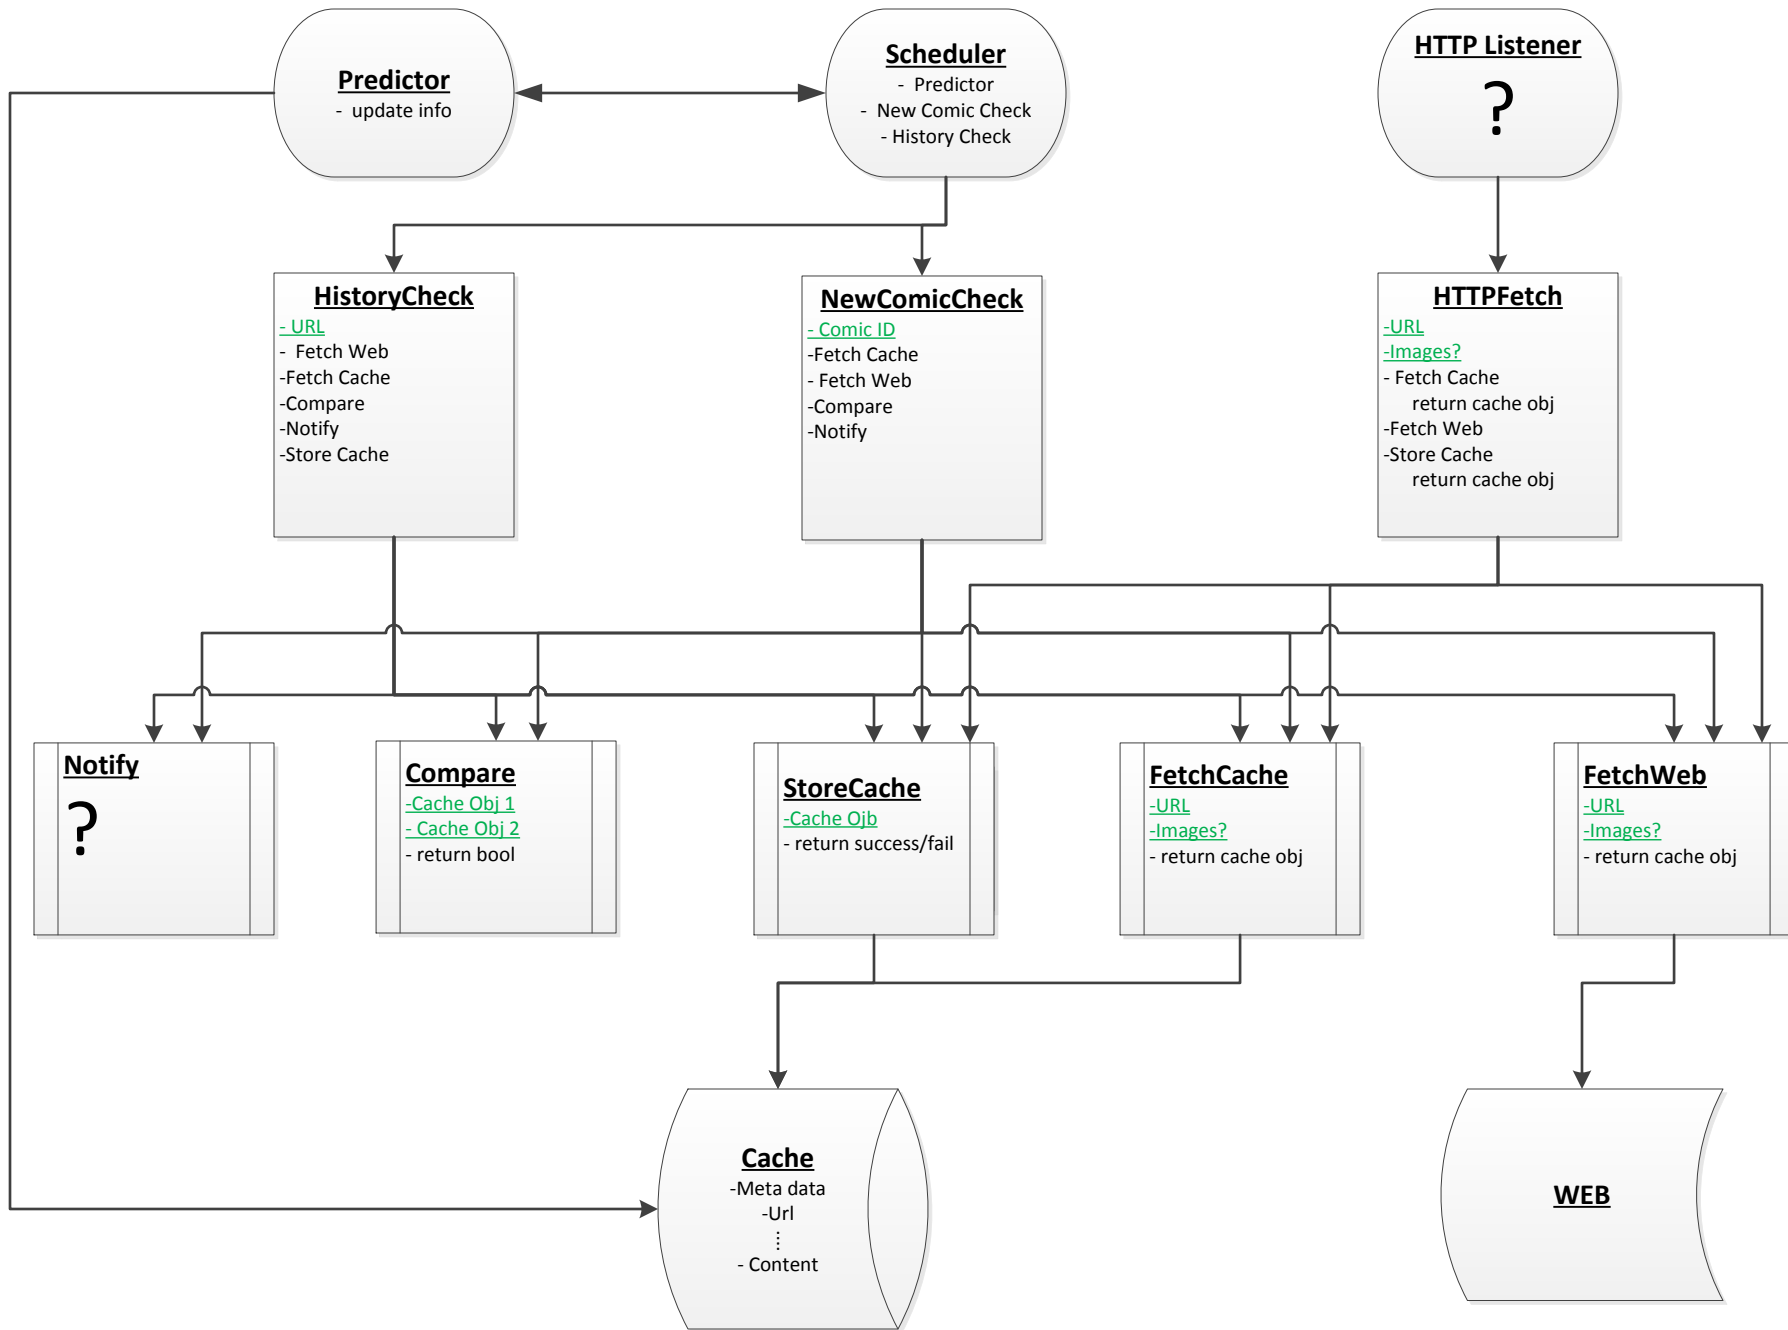 Predictor
- update info
Scheduler
- Predictor
- New Comic Check
- History Check
HTTP Listener
?
HistoryCheck
- URL
- Fetch Web
-Fetch Cache
-Compare
-Notify
-Store Cache
NewComicCheck
- Comic ID
-Fetch Cache
- Fetch Web
-Compare
-Notify
HTTPFetch
-URL
-Images?
- Fetch Cache
return cache obj
-Fetch Web
-Store Cache
return cache obj
Notify
?
Compare
-Cache Obj 1
- Cache Obj 2
- return bool
StoreCache
-Cache Ojb
- return success/fail
FetchCache
-URL
-Images?
- return cache obj
FetchWeb
-URL
-Images?
- return cache obj
Cache
-Meta data
-Url
⋮
- Content
WEB